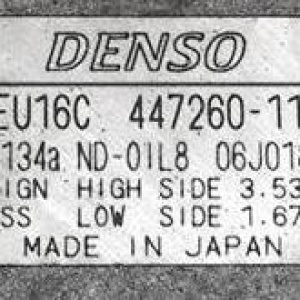 DENSO
EU16C 447260-11
134a ND-OIL8 06J01
IGN HIGH SIDE 3.53
SS LOW SIDE 1.67
MADE IN JAPAN